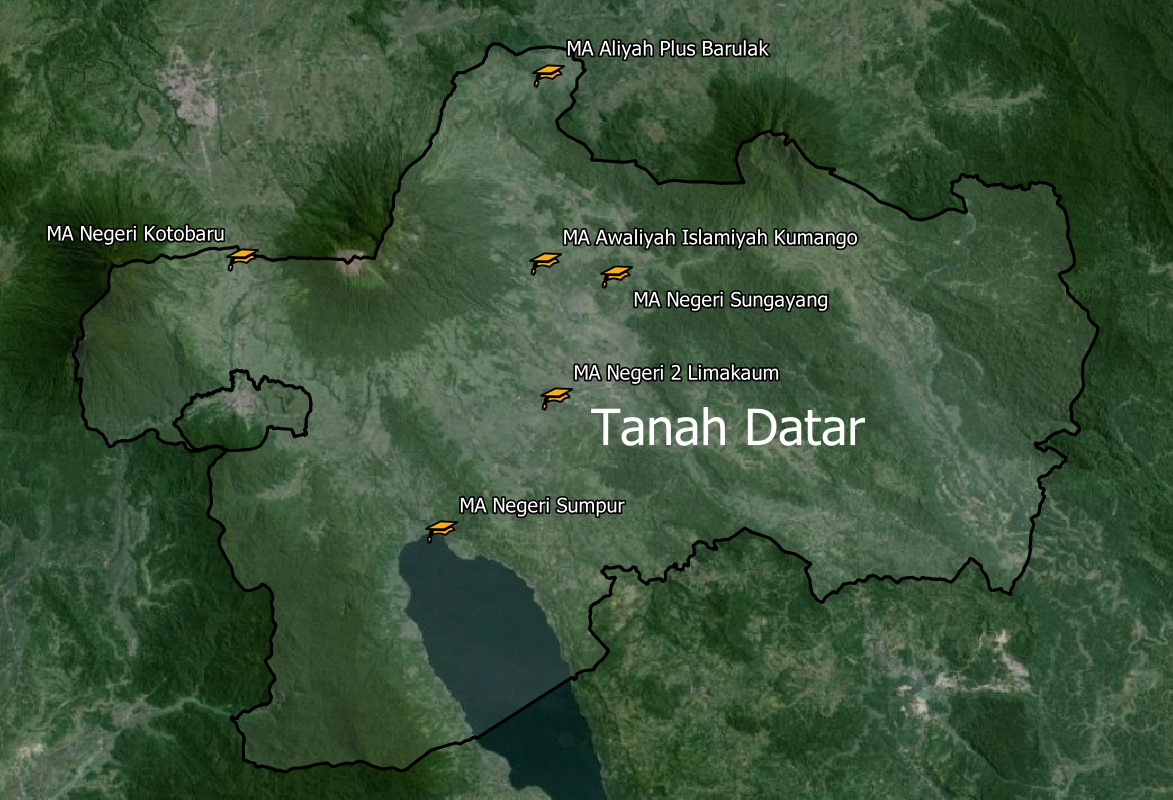 MA Aliyah Plus Barulak
MA Negeri Kotobaru
MA Awaliyah Islamiyah Kumango
MA Negeri Sungayang
MA Negeri 2 Limakaum
Tanah Datar
MA Negeri Sumpur